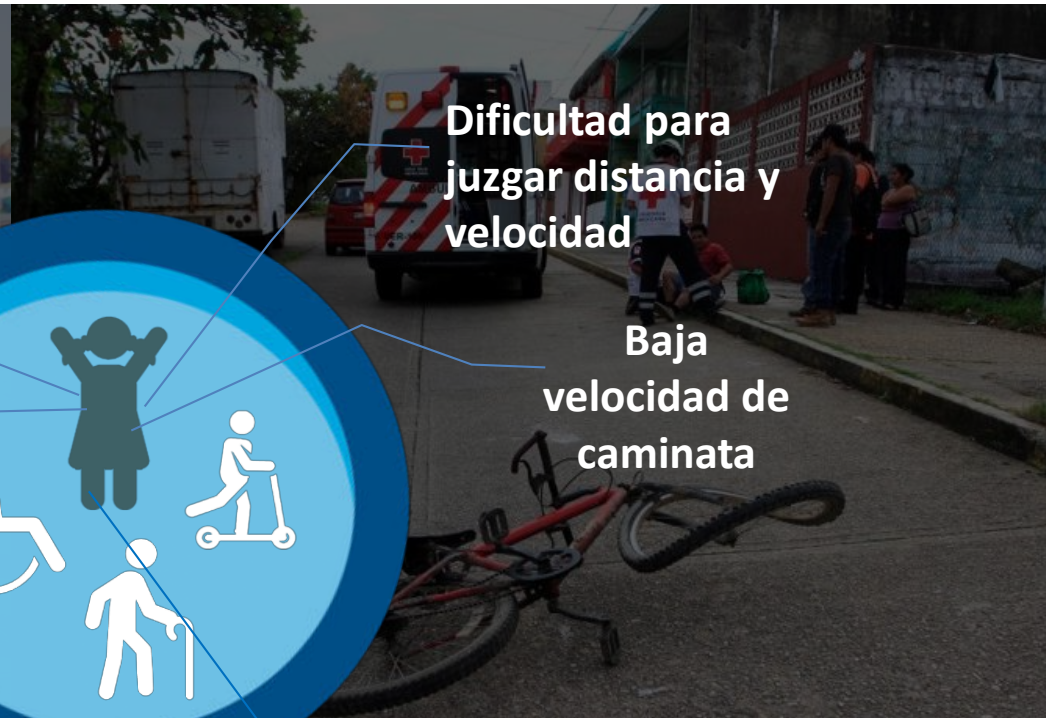 Dificultad para
juzgar distancia y
velocidad
Baja
velocidad de
caminata